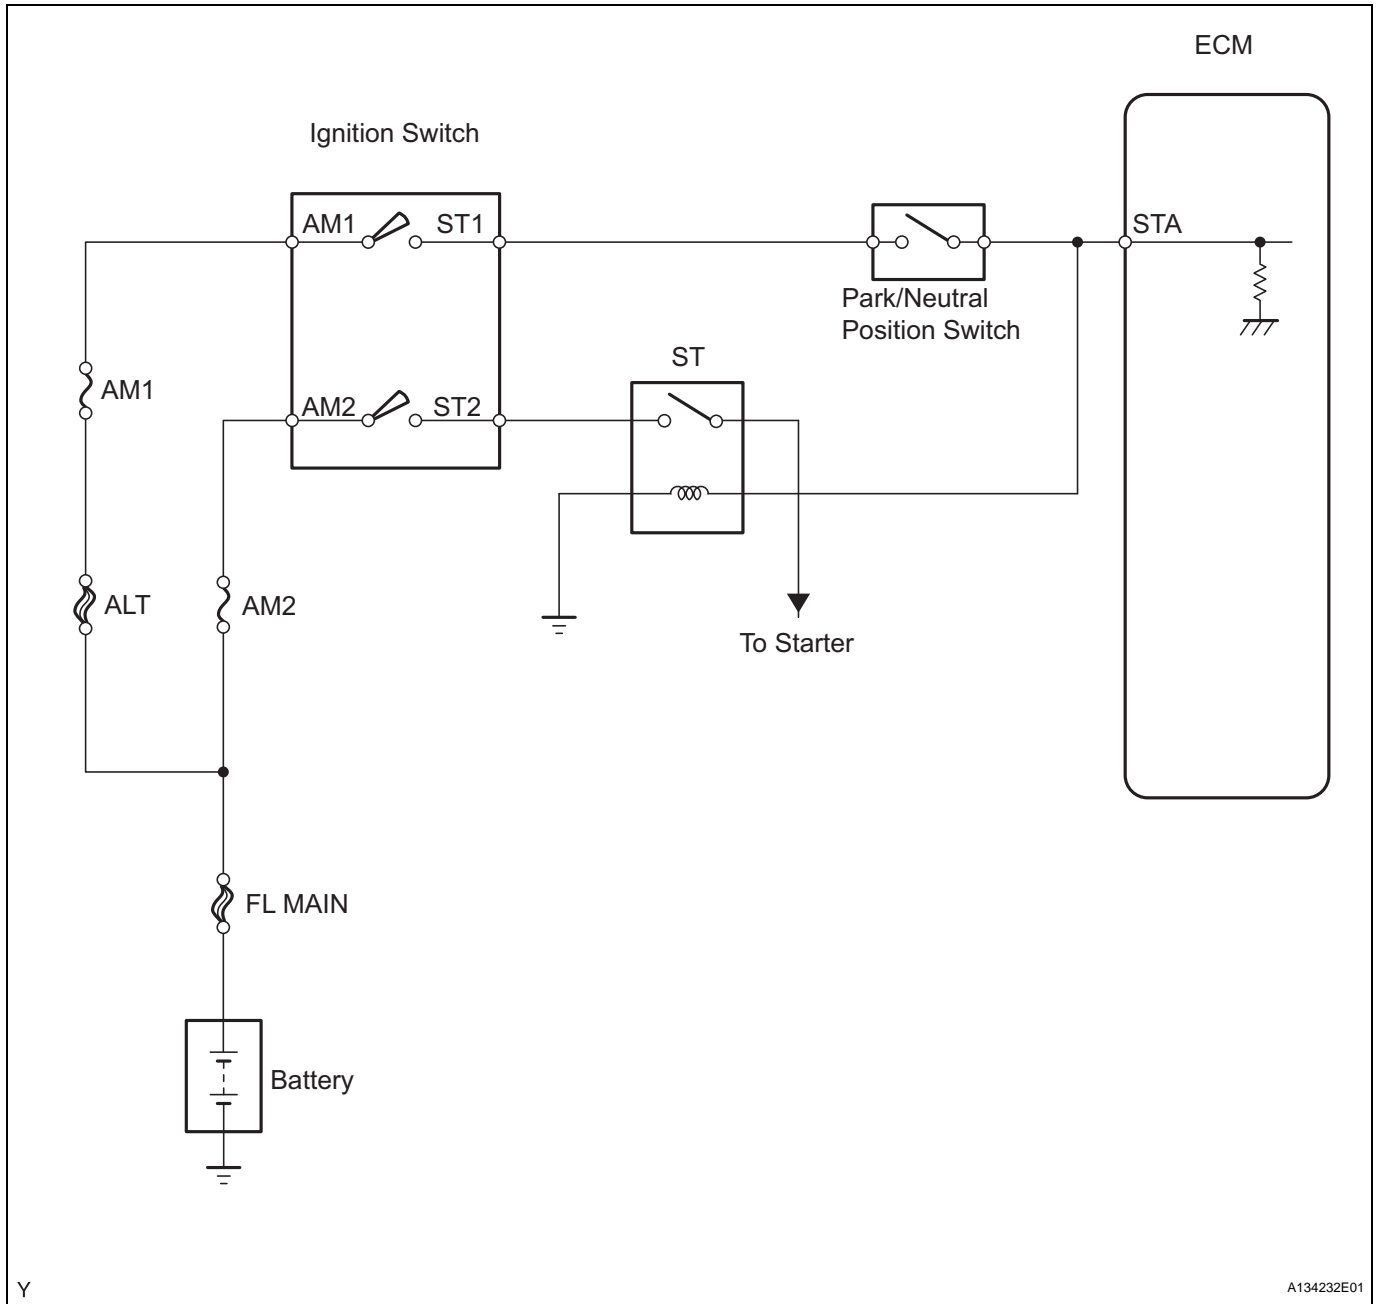 ECM
Ignition Switch
AM1
ST1
STA
Park/Neutral
Position Switch
ST
AM1
AM2
ST2
ALT
AM2
To Starter
FL MAIN
Battery
Y
A134232E01